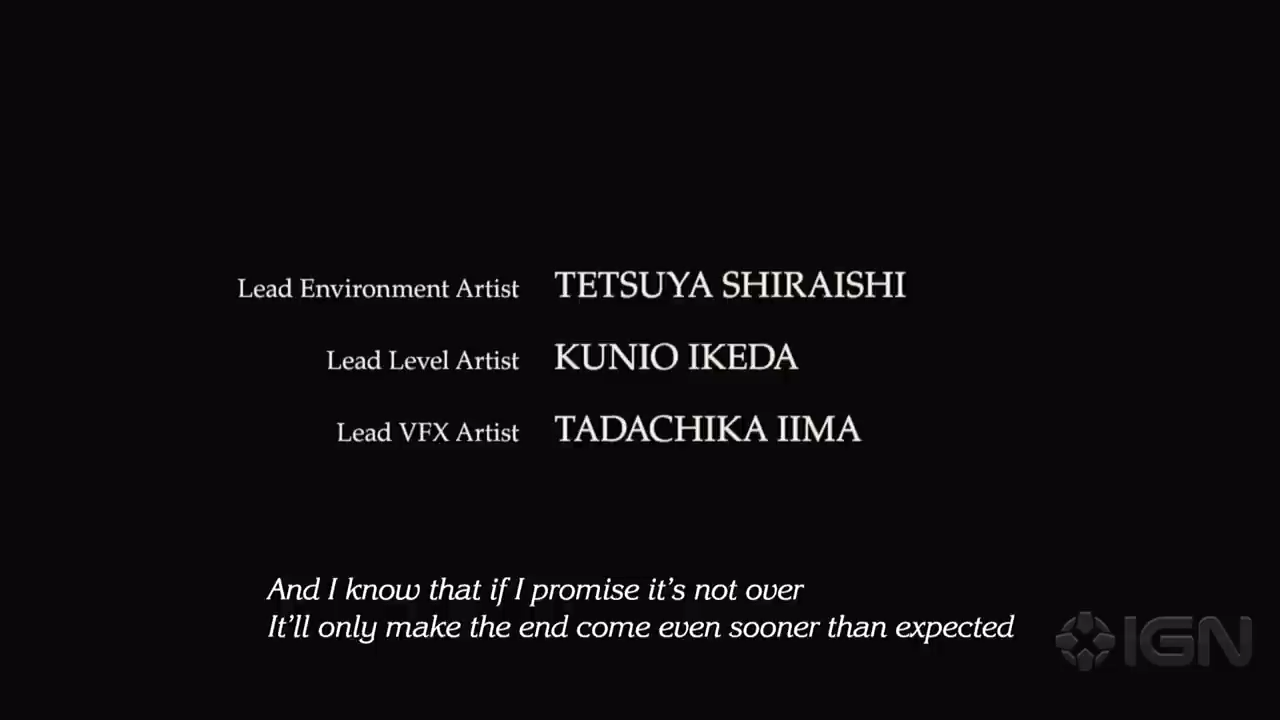 Lead Environment Artist TETSUYA SHIRAISHI
Lead Level Artist KUNIO IKEDA
Lead VFX Artist TADACHIKA IIMA
And I know that if I promise it's not over
It'll only make the end come even sooner than expected
IGN